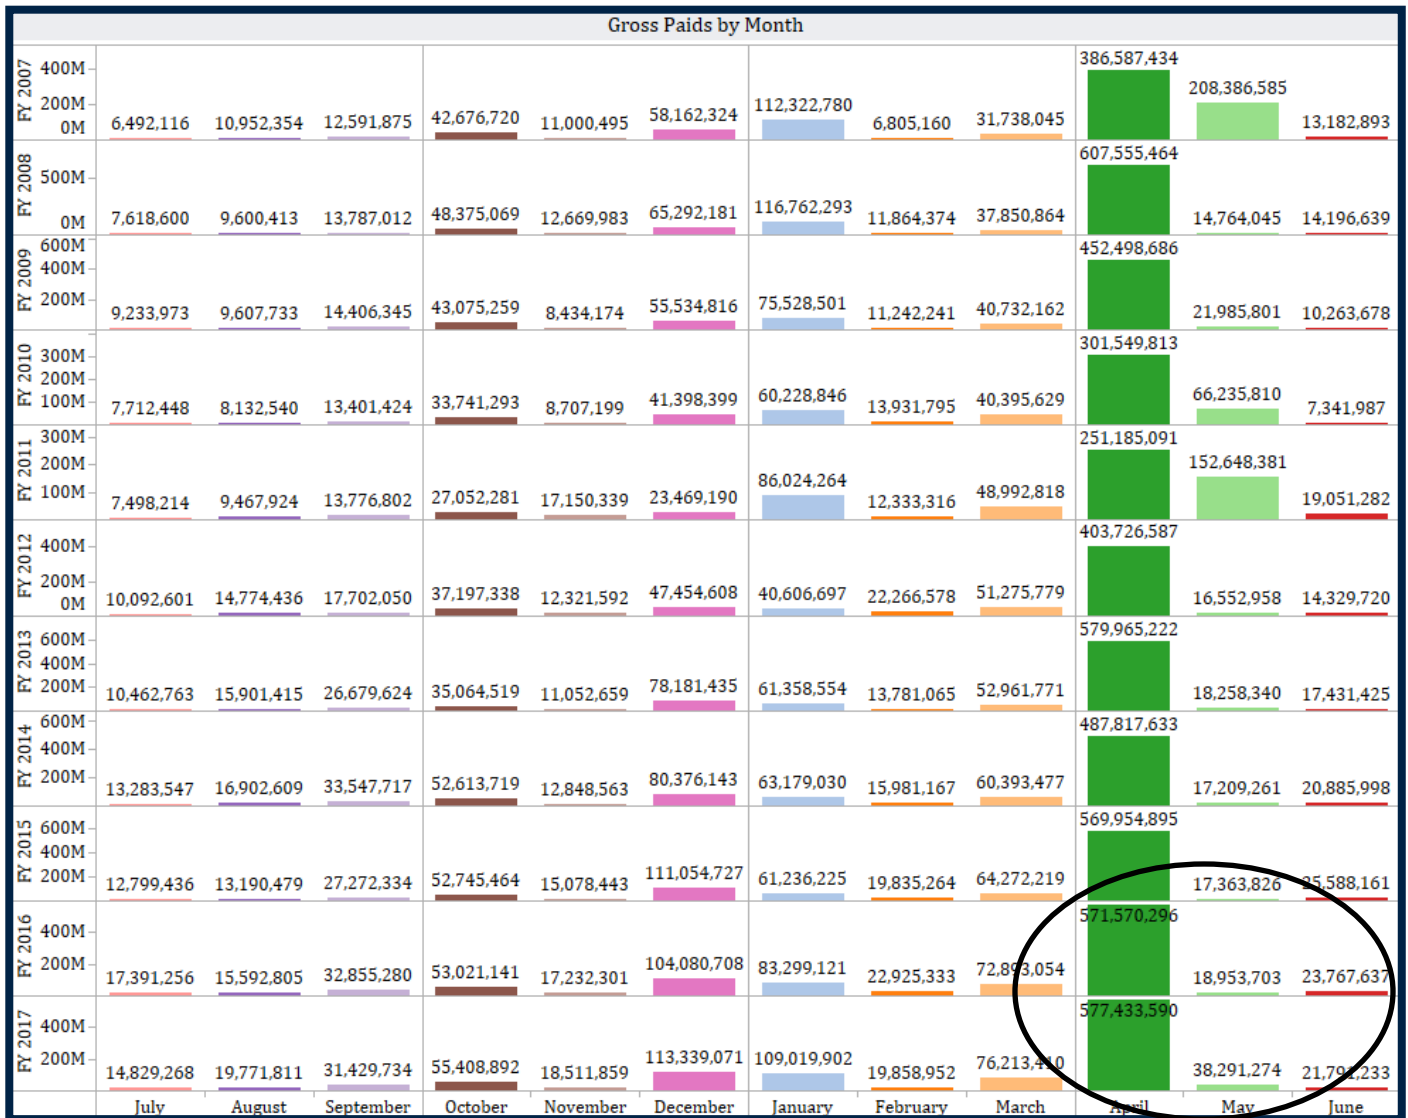 Gross Paids by Month
FY 2007
400M
200M
0M
6,492,116 10,952,354 12,591,875 42,676,720 11,000,495 58,162,324 112,322,780 6,805,160 31,738,045 386,587,434 208,386,585 13,182,893
FY 2008
500M
0M
7,618,600 9,600,413 13,787,012 48,375,069 12,669,983 65,292,181 116,762,293 11,864,374 37,850,864 607,555,464 14,764,045 14,196,639
FY 2009
600M
400M
200M
9,233,973 9,607,733 14,406,345 43,075,259 8,434,174 55,534,816 75,528,501 11,242,241 40,732,162 452,498,686 21,985,801 10,263,678
FY 2010
300M
200M
100M
7,712,448 8,132,540 13,401,424 33,741,293 8,707,199 41,398,399 60,228,846 13,931,795 40,395,629 301,549,813 66,235,810 7,341,987
FY 2011
300M
200M
100M
7,498,214 9,467,924 13,776,802 27,052,281 17,150,339 23,469,190 86,024,264 12,333,316 48,992,818 251,185,091 152,648,381 19,051,282
FY 2012
400M
200M
0M
10,092,601 14,774,436 17,702,050 37,197,338 12,321,592 47,454,608 40,606,697 22,266,578 51,275,779 403,726,587 16,552,958 14,329,720
FY 2013
600M
400M
200M
10,462,763 15,901,415 26,679,624 35,064,519 11,052,659 78,181,435 61,358,554 13,781,065 52,961,771 579,965,222 18,258,340 17,431,425
FY 2014
600M
400M
200M
13,283,547 16,902,609 33,547,717 52,613,719 12,848,563 80,376,143 63,179,030 15,981,167 60,393,477 487,817,633 17,209,261 20,885,998
FY 2015
600M
400M
200M
12,799,436 13,190,479 27,272,334 52,745,464 15,078,443 111,054,727 61,236,225 19,835,264 64,272,219 569,954,895 17,363,826 25,588,161
FY 2016
400M
200M
17,391,256 15,592,805 32,855,280 53,021,141 17,232,301 104,080,708 83,299,121 22,925,333 72,893,054 571,570,296 18,953,703 23,767,637
FY 2017
400M
200M
14,829,268 19,771,811 31,429,734 55,408,892 18,511,859 113,339,071 109,019,902 19,858,952 76,213,410 577,433,590 38,291,274 21,791,233
July August September October November December January February March April May June